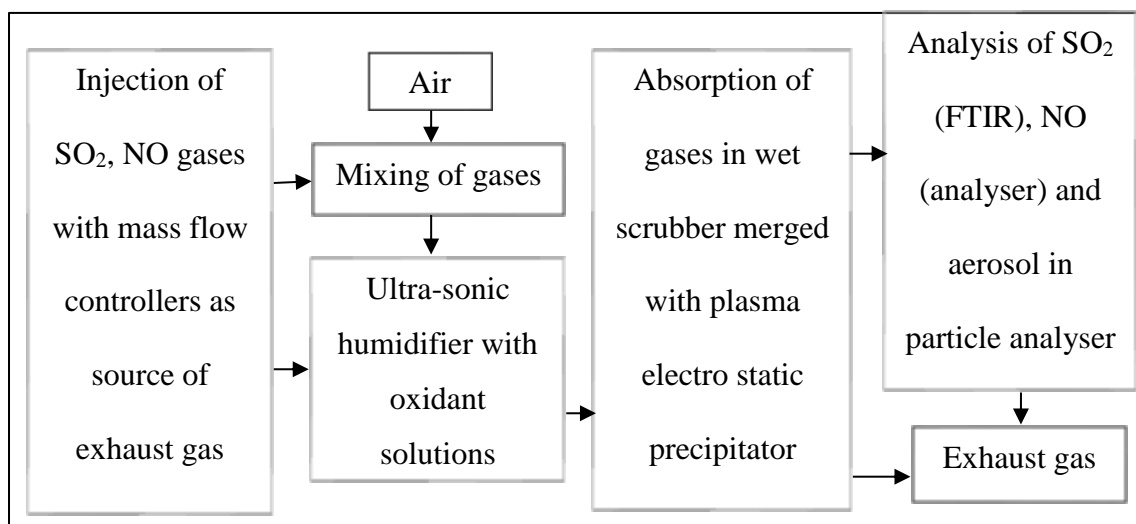 Injection of
SO₂, NO gases
with mass flow
controllers as
source of
exhaust gas
Air
Mixing of gases
Ultra-sonic
humidifier with
oxidant
solutions
Absorption of
gases in wet
scrubber merged
with plasma
electro static
precipitator
Analysis of SO₂
(FTIR), NO
(analyser) and
aerosol in
particle analyser
Exhaust gas